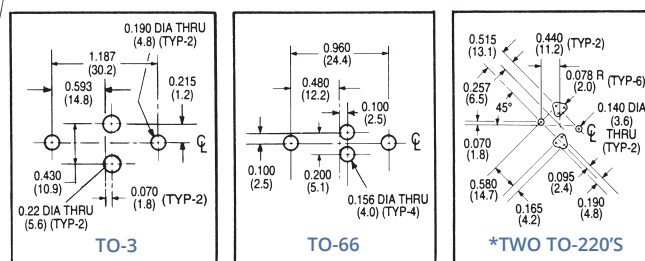 0.190 DIA THRU
(4.8) (TYP-2)
1.187
(30.2)
0.593
(14.8)
0.215
(1.2)
C
L
0.430
(10.9)
0.070
(1.8) (TYP-2)
0.22 DIA THRU
(5.6) (TYP-2)
TO-3
0.960
(24.4)
0.480
(12.2)
0.100
(2.5)
C
L
0.100
(2.5)
0.200
(5.1)
0.156 DIA THRU
(4.0) (TYP-4)
TO-66
0.515
(13.1)
0.440
(11.2) (TYP-2)
0.078 R
(2.0) (TYP-6)
0.257
(6.5)
45°
0.140 DIA
(3.6)
THRU
(TYP-2)
C
L
0.070
(1.8)
0.580
(14.7)
0.095
(2.4)
0.165
(4.2)
0.190
(4.8)
*TWO TO-220'S